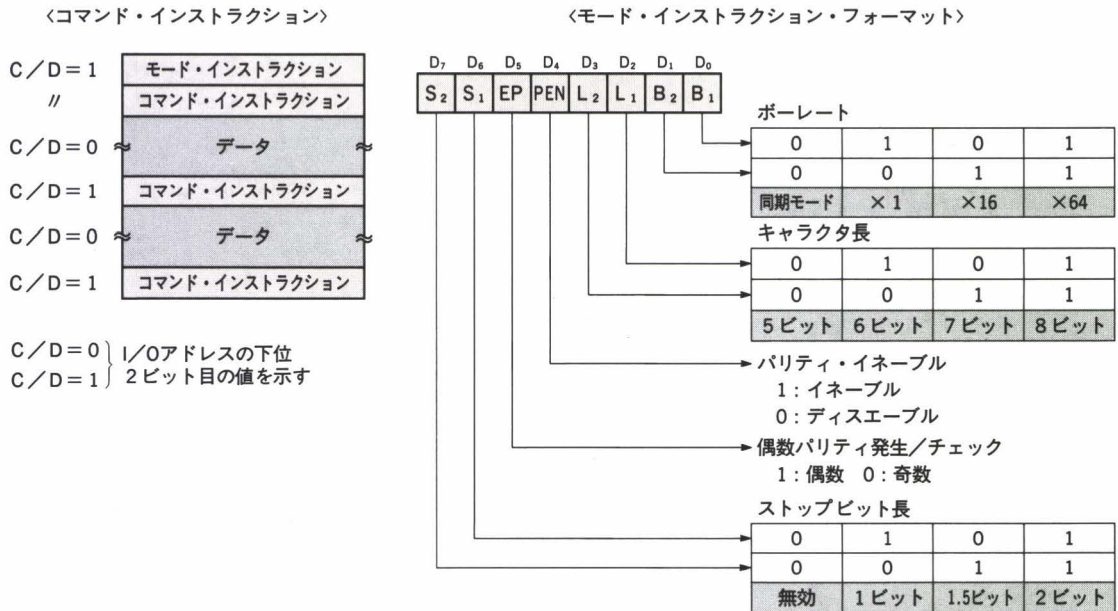 〈コマンド・インストラクション〉
C/D=1 モード・インストラクション
〃 コマンド・インストラクション
C/D=0 データ
C/D=1 コマンド・インストラクション
C/D=0 データ
C/D=1 コマンド・インストラクション
C/D=0
C/D=1
I/Oアドレスの下位
2ビット目の値を示す
〈モード・インストラクション・フォーマット〉
D7 D6 D5 D4 D3 D2 D1 D0
S2 S1 EP PEN L2 L1 B2 B1
ボーレート
0 1 0 1
0 0 1 1
同期モード ×1 ×16 ×64
キャラクタ長
0 1 0 1
0 0 1 1
5ビット 6ビット 7ビット 8ビット
パリティ・イネーブル
1:イネーブル
0:ディスエーブル
偶数パリティ発生/チェック
1:偶数 0:奇数
ストップビット長
0 1 0 1
0 0 1 1
無効 1ビット 1.5ビット 2ビット